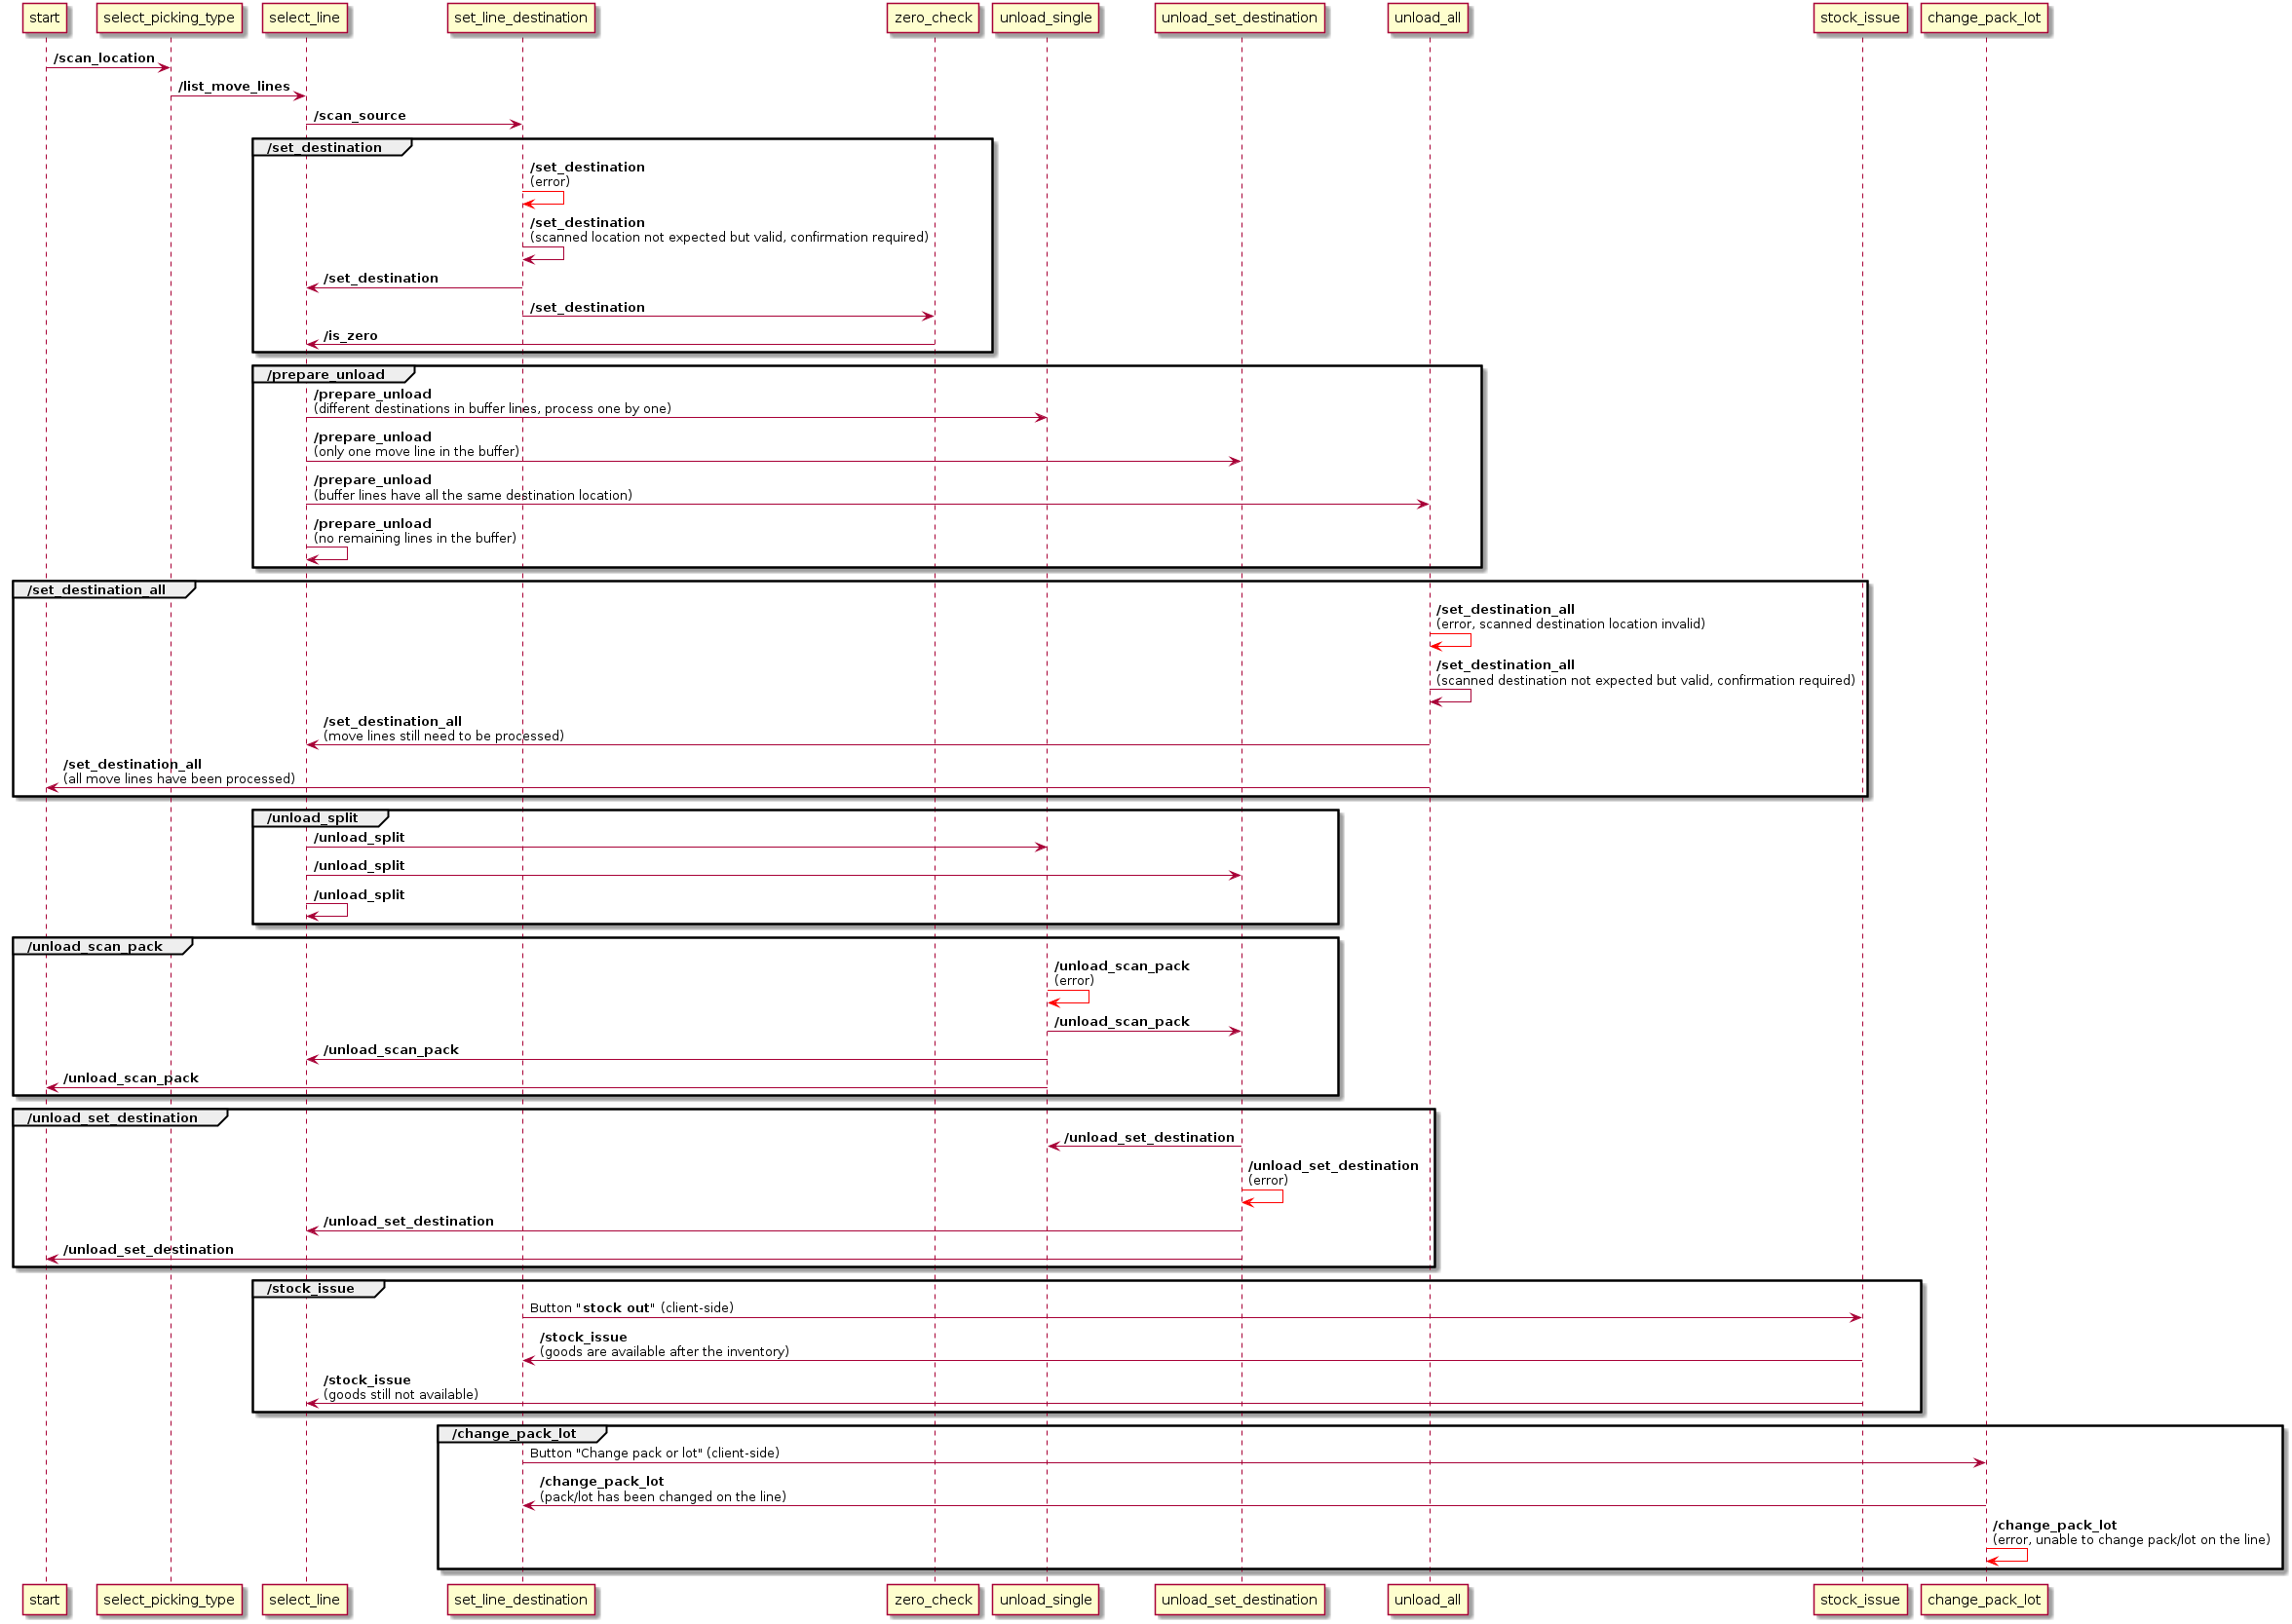 start select_picking_type select_line set_line_destination zero_check unload_single unload_set_destination unload_all stock_issue change_pack_lot
/scan_location
/list_move_lines
/scan_source
/set_destination
/set_destination
(error)
/set_destination
(scanned location not expected but valid, confirmation required)
/set_destination
/set_destination
/is_zero
/prepare_unload
/prepare_unload
(different destinations in buffer lines, process one by one)
/prepare_unload
(only one move line in the buffer)
/prepare_unload
(buffer lines have all the same destination location)
/prepare_unload
(no remaining lines in the buffer)
/set_destination_all
/set_destination_all
(error, scanned destination location invalid)
/set_destination_all
(scanned destination not expected but valid, confirmation required)
/set_destination_all
(move lines still need to be processed)
/set_destination_all
(all move lines have been processed)
/unload_split
/unload_split
/unload_split
/unload_split
/unload_scan_pack
/unload_scan_pack
(error)
/unload_scan_pack
/unload_scan_pack
/unload_scan_pack
/unload_set_destination
/unload_set_destination
/unload_set_destination
(error)
/unload_set_destination
/unload_set_destination
/stock_issue
Button "stock out" (client-side)
/stock_issue
(goods are available after the inventory)
/stock_issue
(goods still not available)
/change_pack_lot
Button "Change pack or lot" (client-side)
/change_pack_lot
(pack/lot has been changed on the line)
/change_pack_lot
(error, unable to change pack/lot on the line)
start select_picking_type select_line set_line_destination zero_check unload_single unload_set_destination unload_all stock_issue change_pack_lot